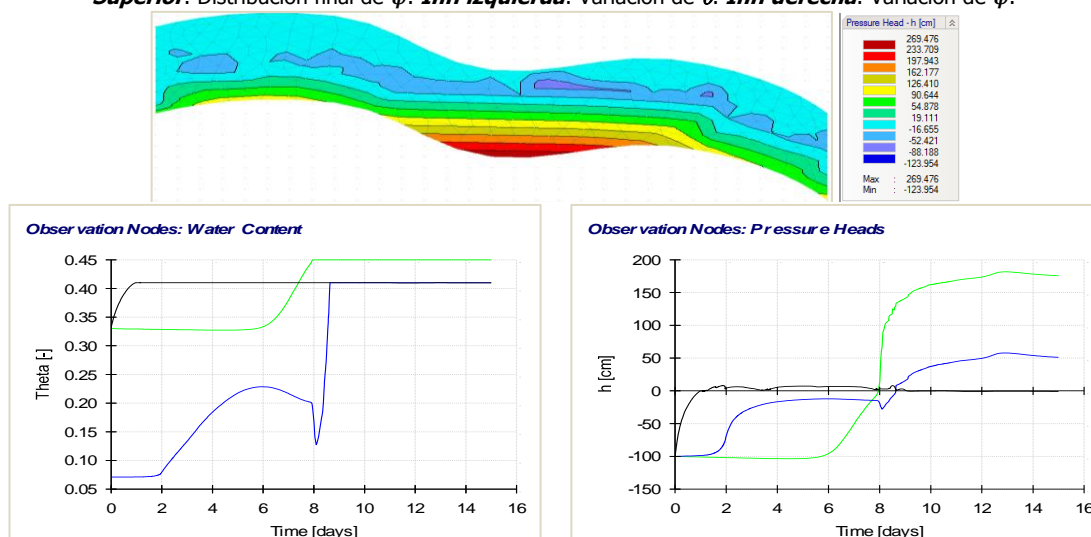 Superior: Distribución final de φ. Inft izquierda: Variación de θ. Inft derecha: Variación de φ.
Pressure Head - h [cm]
269.476
233.709
197.943
162.177
126.410
90.644
54.878
19.111
-16.655
-52.421
-88.188
-123.954
Max : 269.476
Min : -123.954
Observation Nodes: Water Content
0.45
0.40
0.35
0.30
0.25
0.20
0.15
0.10
0.05
Theta [-]
0 2 4 6 8 10 12 14 16
Time [days]
Observation Nodes: Pressure Heads
200
150
100
50
0
-50
-100
-150
h [cm]
0 2 4 6 8 10 12 14 16
Time [days]